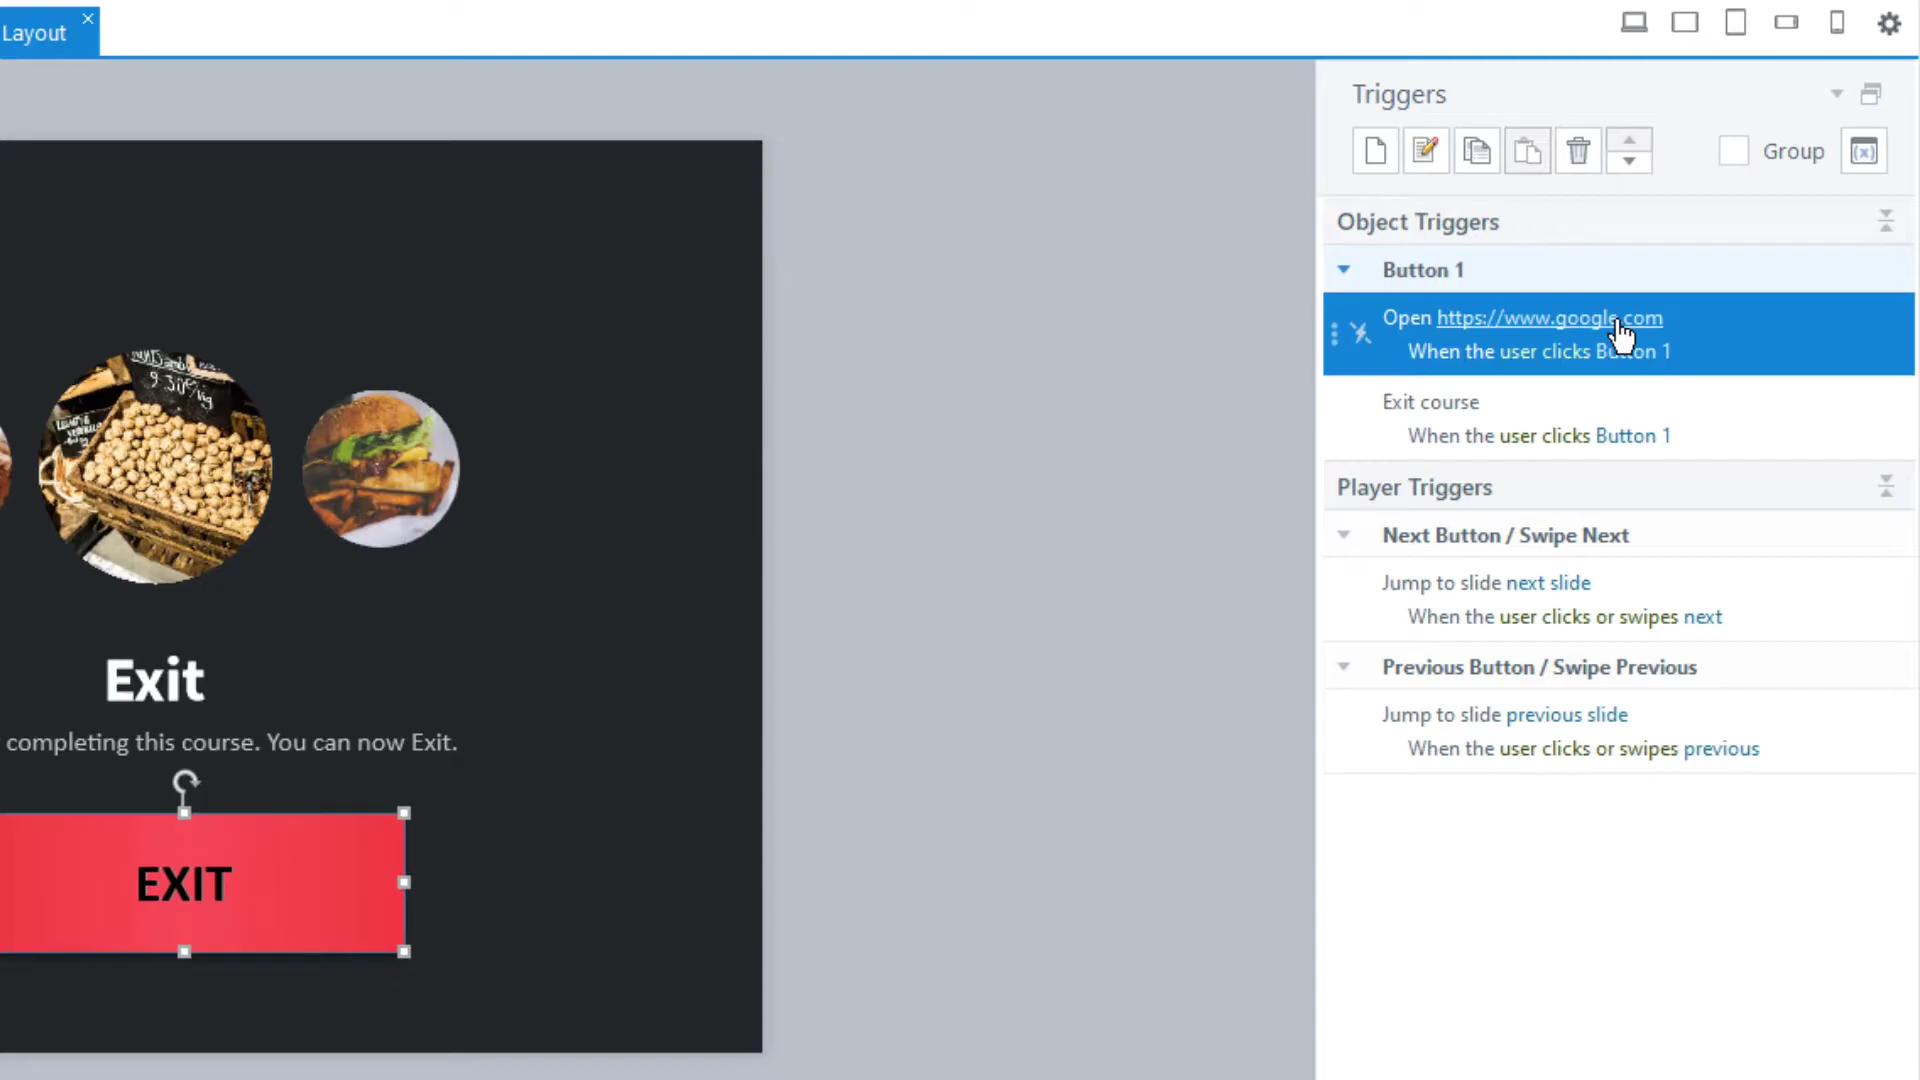 Layout
Triggers
Group
Object Triggers
Button 1
Open https://www.google.com
When the user clicks Button 1
Exit course
When the user clicks Button 1
Player Triggers
Next Button / Swipe Next
Jump to slide next slide
When the user clicks or swipes next
Previous Button / Swipe Previous
Jump to slide previous slide
When the user clicks or swipes previous
9.30€/kg
Exit
completing this course. You can now Exit.
EXIT